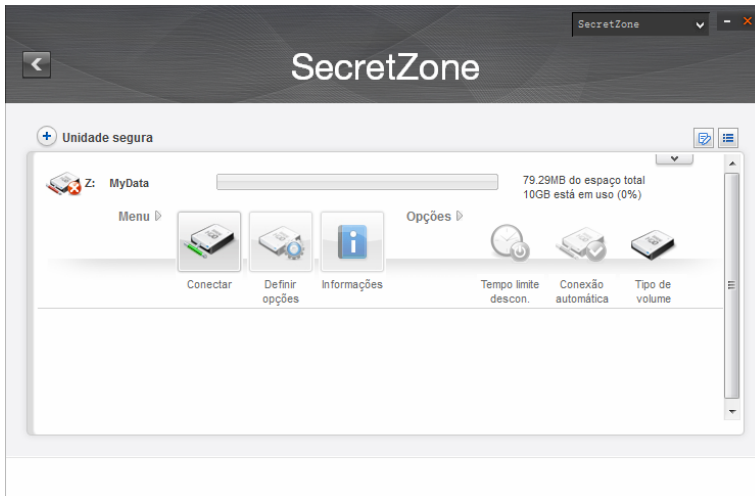 SecretZone
SecretZone
Unidade segura
Z: MyData
79.29MB do espaço total
10GB está em uso (0%)
Menu
Opções
Conectar
Definir
opções
Informações
Tempo limite
descon.
Conexão
automática
Tipo de
volume